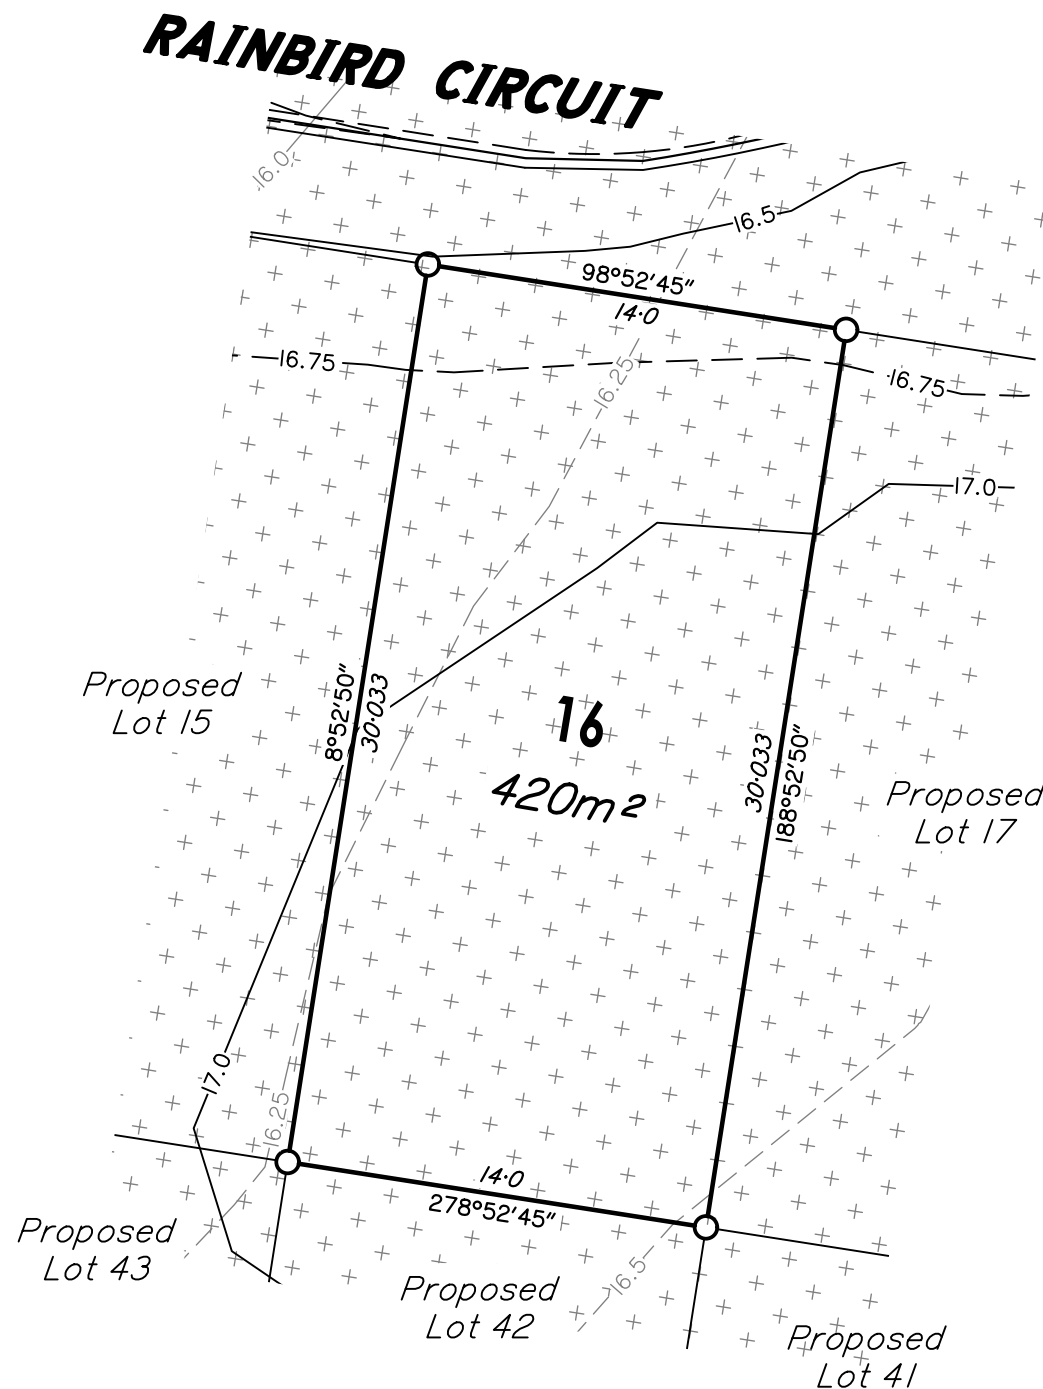 RAINBIRD CIRCUIT
16.0
16.5
98°52'45"
14·0
16.75
16.75
16.25
17.0
8°52'50"
30·033
Proposed
Lot 15
16
420m²
30·033
188°52'50"
Proposed
Lot 17
17.0
16.25
14·0
278°52'45"
Proposed
Lot 43
16.5
Proposed
Lot 42
Proposed
Lot 41